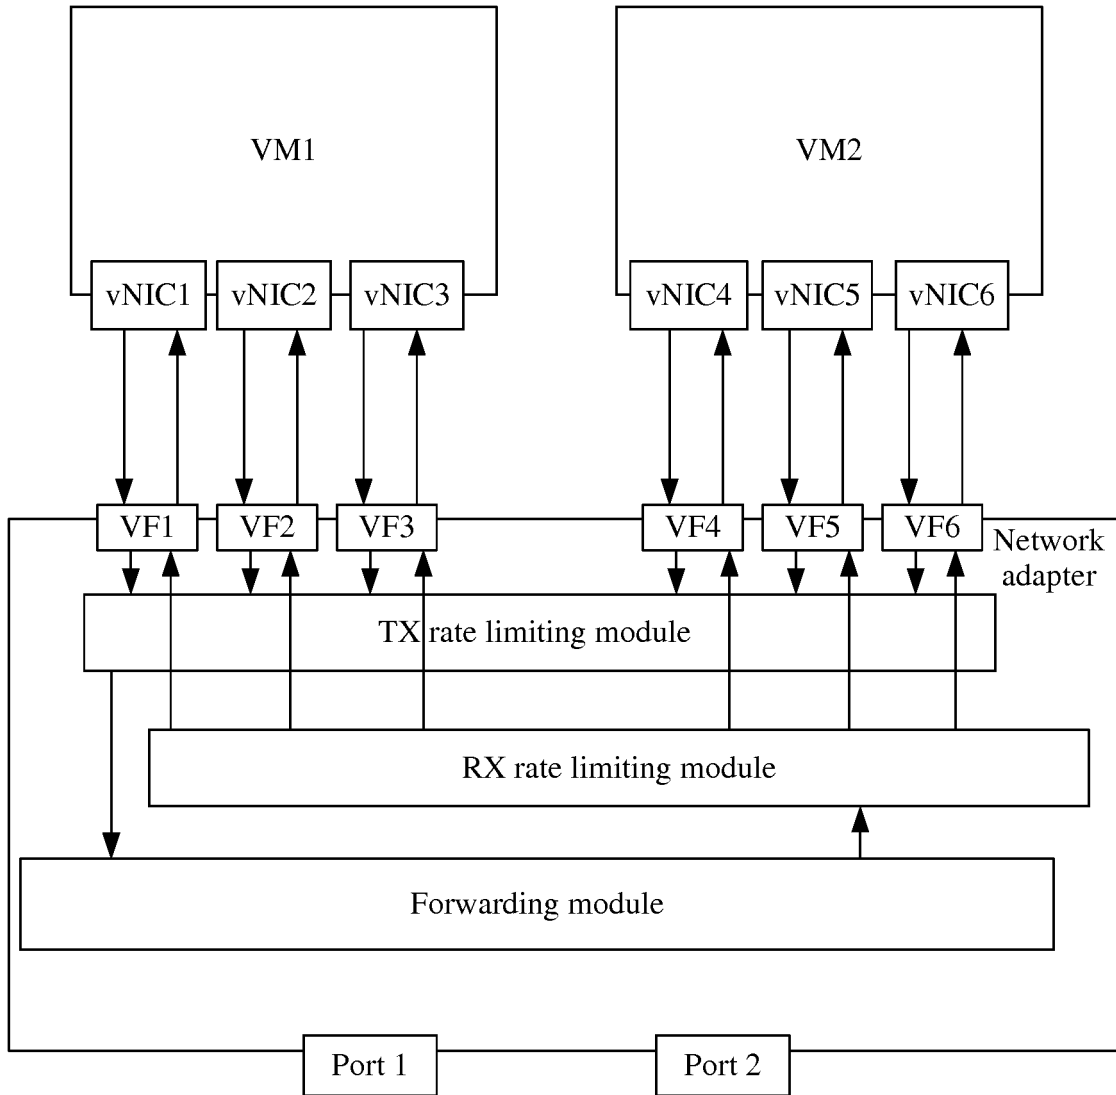 VM1
VM2
vNIC1
vNIC2
vNIC3
vNIC4
vNIC5
vNIC6
VF1
VF2
VF3
VF4
VF5
VF6
Network
adapter
TX rate limiting module
RX rate limiting module
Forwarding module
Port 1
Port 2